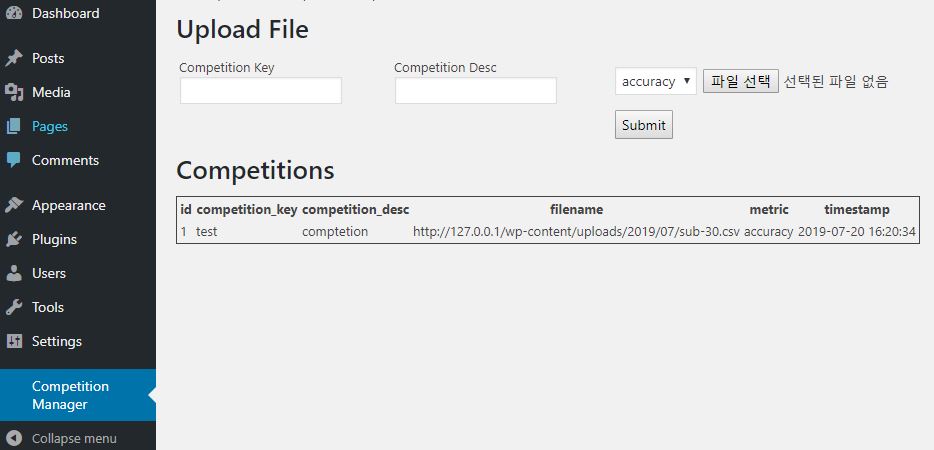 Dashboard
Posts
Media
Pages
Comments
Appearance
Plugins
Users
Tools
Settings
Competition
Manager
Collapse menu
Upload File
Competition Key
Competition Desc
accuracy 파일 선택 선택된 파일 없음
Submit
Competitions
id competition_key competition_desc filename metric timestamp
1 test comptetion http://127.0.0.1/wp-content/uploads/2019/07/sub-30.csv accuracy 2019-07-20 16:20:34